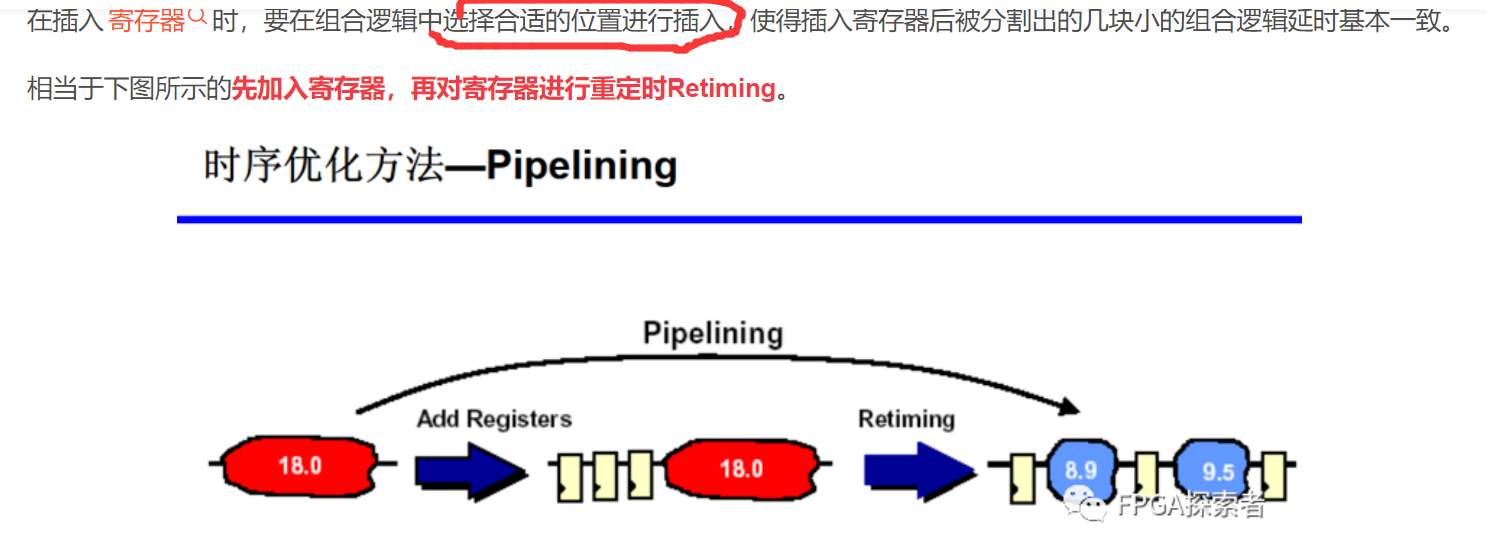 在插入 寄存器 时，要在组合逻辑中选择合适的位置进行插入，使得插入寄存器后被分割出的几块小的组合逻辑延时基本一致。
相当于下图所示的先加入寄存器，再对寄存器进行重定时Retiming。
时序优化方法—Pipelining
Pipelining
Add Registers
Retiming
18.0
18.0
8.9
9.5
FPGA探索者